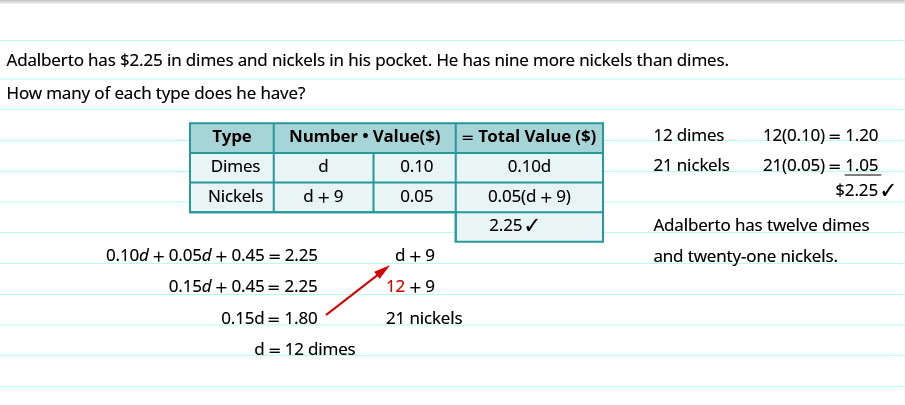 Adalberto has $2.25 in dimes and nickels in his pocket. He has nine more nickels than dimes.
How many of each type does he have?
Type Number • Value($) = Total Value ($)
Dimes d 0.10 0.10d
Nickels d + 9 0.05 0.05(d + 9)
2.25 ✓
0.10d + 0.05d + 0.45 = 2.25
0.15d + 0.45 = 2.25
0.15d = 1.80
d = 12 dimes
d + 9
12 + 9
21 nickels
12 dimes 12(0.10) = 1.20
21 nickels 21(0.05) = 1.05
$2.25 ✓
Adalberto has twelve dimes
and twenty-one nickels.